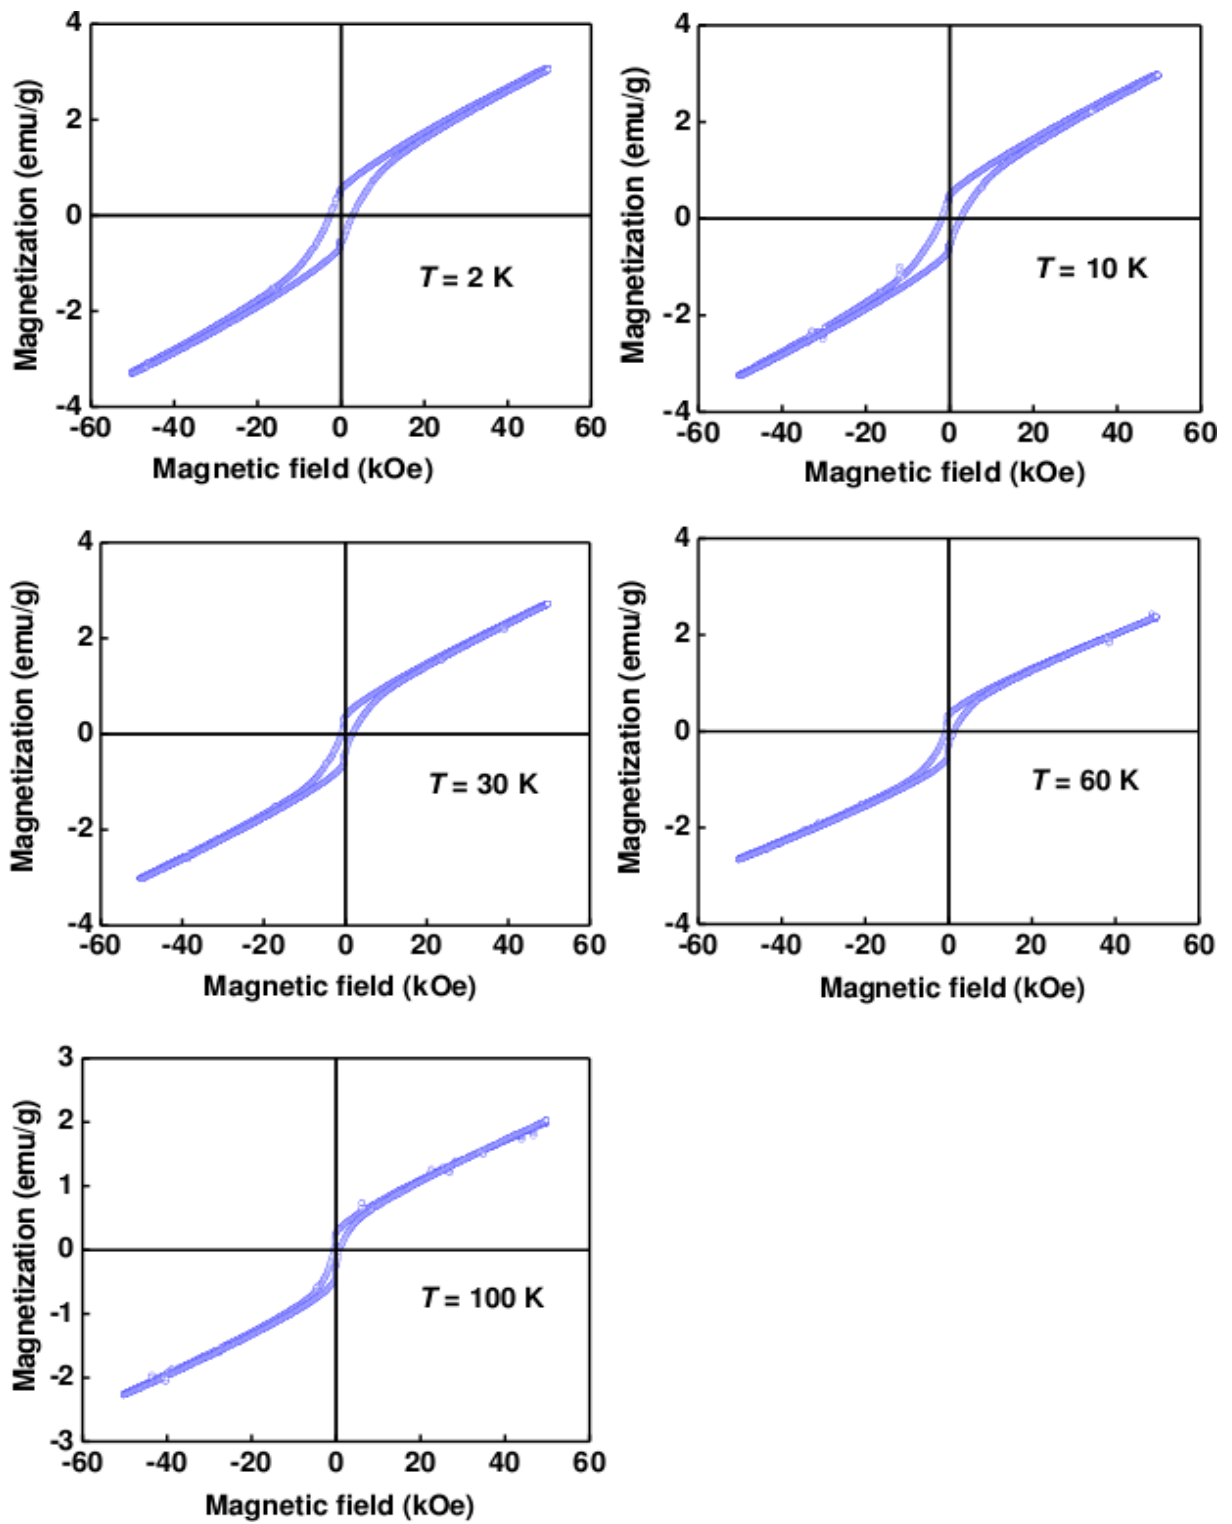 4
2
0
-2
-4
Magnetization (emu/g)
T = 2 K
-60 -40 -20 0 20 40 60
Magnetic field (kOe)
4
2
0
-2
-4
Magnetization (emu/g)
T = 10 K
-60 -40 -20 0 20 40 60
Magnetic field (kOe)
4
2
0
-2
-4
Magnetization (emu/g)
T = 30 K
-60 -40 -20 0 20 40 60
Magnetic field (kOe)
4
2
0
-2
-4
Magnetization (emu/g)
T = 60 K
-60 -40 -20 0 20 40 60
Magnetic field (kOe)
3
2
1
0
-1
-2
-3
Magnetization (emu/g)
T = 100 K
-60 -40 -20 0 20 40 60
Magnetic field (kOe)